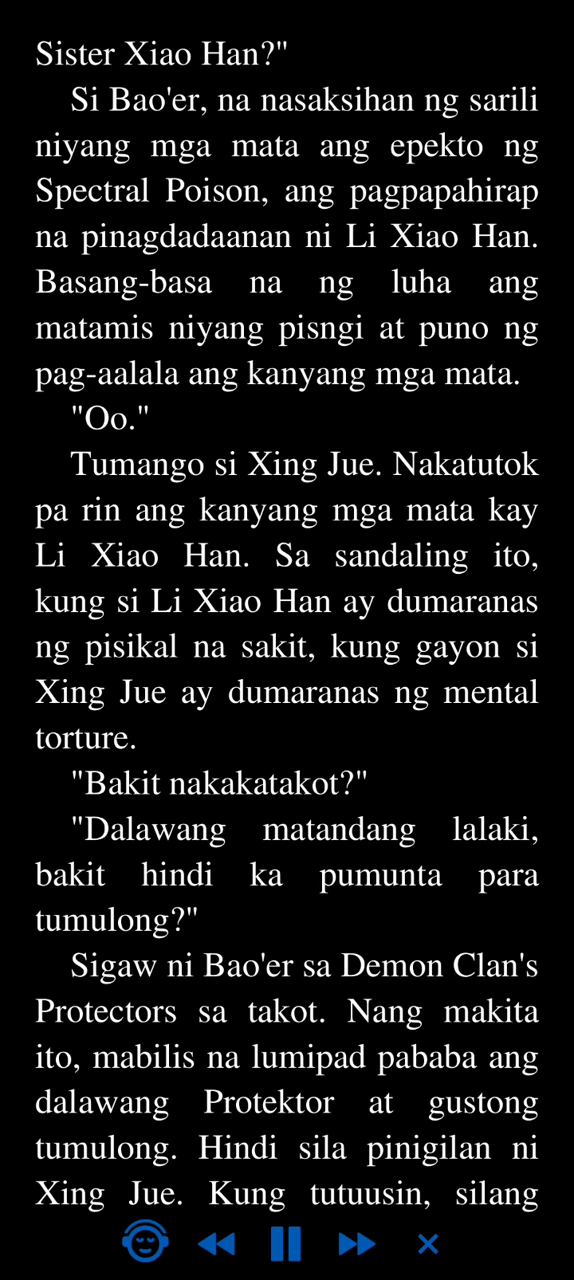 Sister Xiao Han?"
Si Bao'er, na nasaksihan ng sarili
niyang mga mata ang epekto ng
Spectral Poison, ang pagpapahirap
na pinagdadaanan ni Li Xiao Han.
Basang-basa na ng luha ang
matamis niyang pisngi at puno ng
pag-aalala ang kanyang mga mata.
"Oo."
Tumango si Xing Jue. Nakatutok
pa rin ang kanyang mga mata kay
Li Xiao Han. Sa sandaling ito,
kung si Li Xiao Han ay dumaranas
ng pisikal na sakit, kung gayon si
Xing Jue ay dumaranas ng mental
torture.
"Bakit nakakatakot?"
"Dalawang matandang lalaki,
bakit hindi ka pumunta para
tumulong?"
Sigaw ni Bao'er sa Demon Clan's
Protectors sa takot. Nang makita
ito, mabilis na lumipad pababa ang
dalawang Protektor at gustong
tumulong. Hindi sila pinigilan ni
Xing Jue. Kung tutuusin, silang